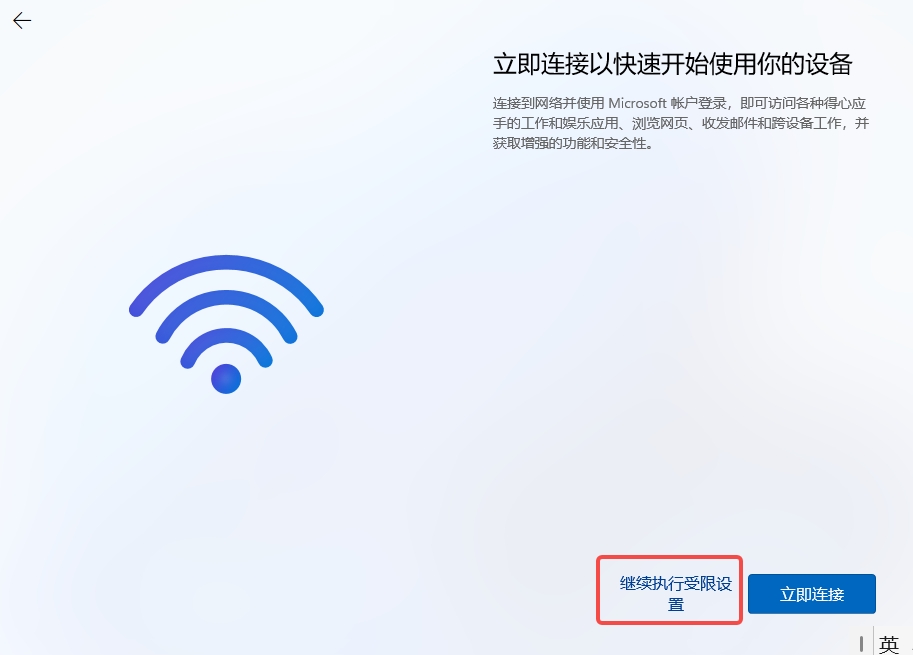 立即连接以快速开始使用你的设备
连接到网络并使用 Microsoft 帐户登录，即可访问各种得心应
手的工作和娱乐应用、浏览网页、收发邮件和跨设备工作，并
获取增强的功能和安全性。
继续执行受限设
置
立即连接
英